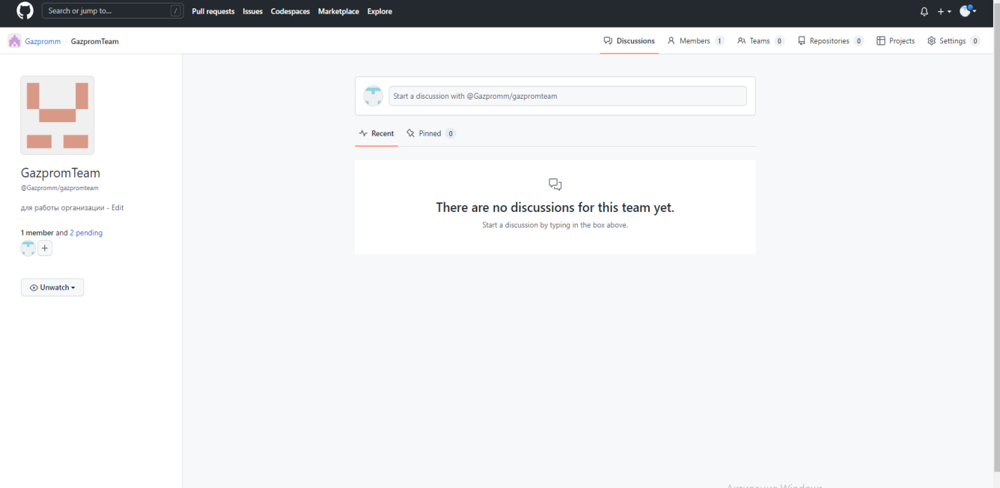 Search or jump to... / Pull requests Issues Codespaces Marketplace Explore
Gazpromm GazpromTeam Discussions Members 1 Teams 0 Repositories 0 Projects Settings 0
Start a discussion with @Gazpromm/gazpromteam
Recent Pinned 0
GazpromTeam
@Gazpromm/gazpromteam
для работы организации - Edit
1 member and 2 pending
Unwatch
There are no discussions for this team yet.
Start a discussion by typing in the box above.
Активация Windows